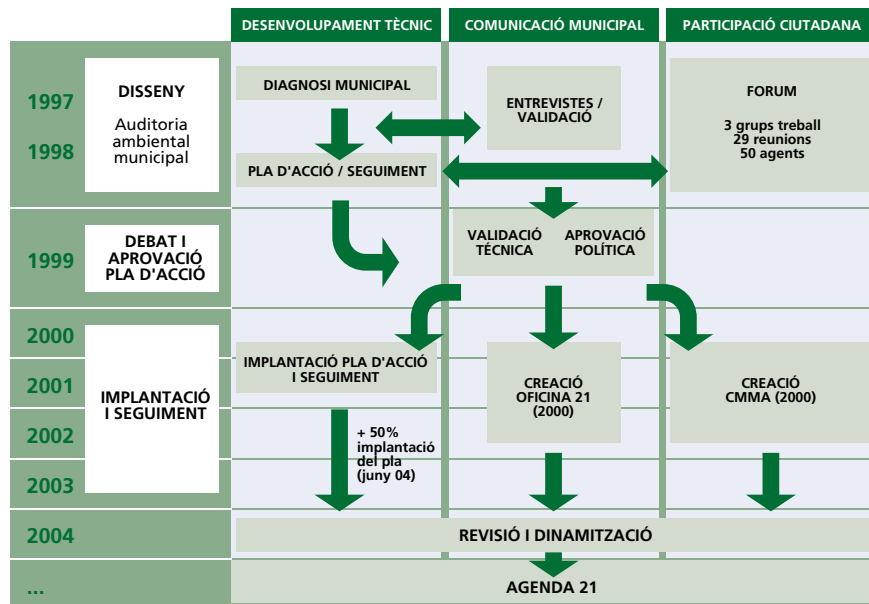 DESENVOLUPAMENT TÈCNIC
COMUNICACIÓ MUNICIPAL
PARTICIPACIÓ CIUTADANA
1997
1998
DISSENY
Auditoria
ambiental
municipal
DIAGNOSI MUNICIPAL
PLA D'ACCIÓ / SEGUIMENT
ENTREVISTES /
VALIDACIÓ
FORUM
3 grups treball
29 reunions
50 agents
1999
DEBAT I
APROVACIÓ
PLA D'ACCIÓ
VALIDACIÓ
TÉCNICA
APROVACIÓ
POLÍTICA
2000
2001
2002
2003
IMPLANTACIÓ
I SEGUIMENT
IMPLANTACIÓ PLA D'ACCIÓ
I SEGUIMENT
+ 50%
implantació
del pla
(juny 04)
CREACIÓ
OFICINA 21
(2000)
CREACIÓ
CMMA (2000)
2004
REVISIÓ I DINAMITZACIÓ
...
AGENDA 21